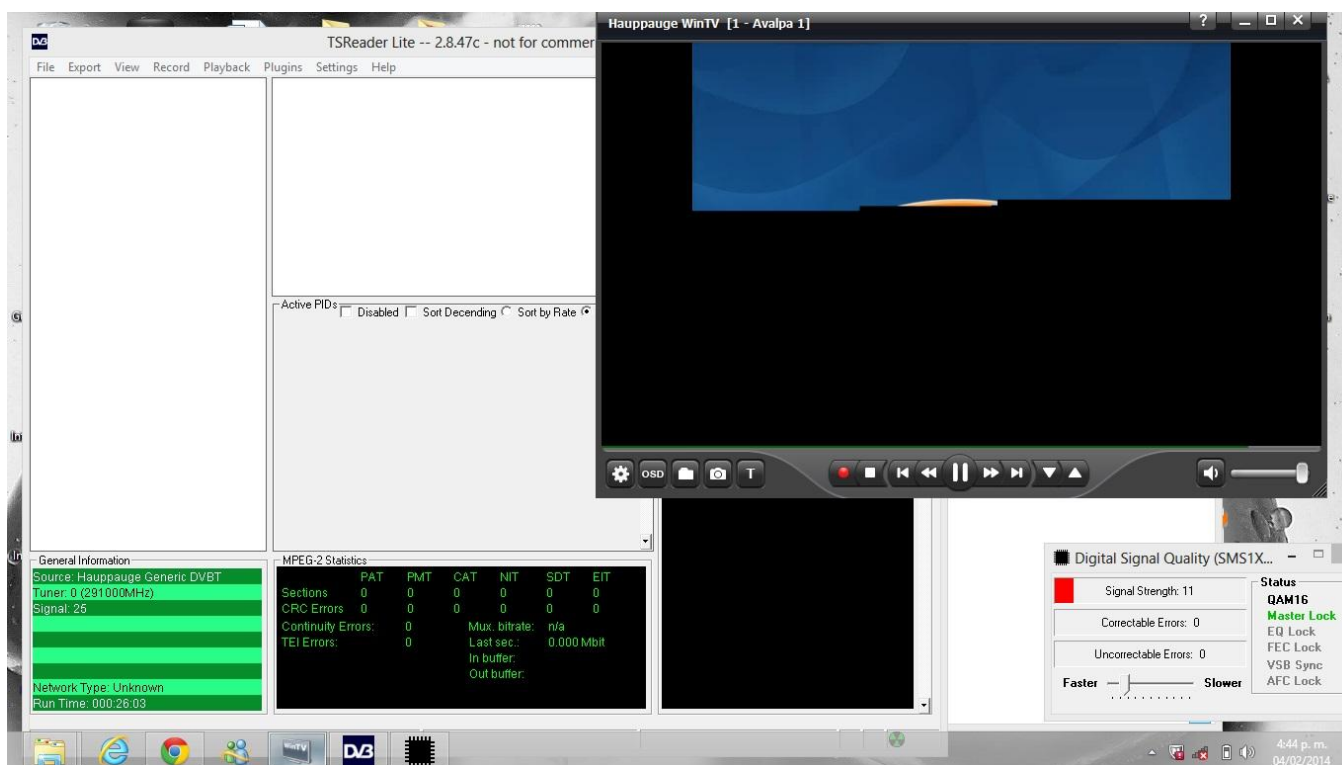 TSReader Lite -- 2.8.47c - not for commer
File Export View Record Playback Plugins Settings Help
Active PIDs Disabled Sort Decending Sort by Rate
General Information
Source: Hauppauge Generic DVBT
Tuner: 0 (291000MHz)
Signal: 25
Network Type: Unknown
Run Time: 000:26:03
MPEG-2 Statistics
PAT PMT CAT NIT SDT EIT
Sections 0 0 0 0 0 0
CRC Errors 0 0 0 0 0 0
Continuity Errors: 0 Mux. bitrate: n/a
TEI Errors: 0 Last sec.: 0.000 Mbit
In buffer:
Out buffer:
Hauppauge WinTV [1 - Avalpa 1]
OSD T
Digital Signal Quality (SMS1X...
Signal Strength: 11
Correctable Errors: 0
Uncorrectable Errors: 0
Faster Slower
Status
QAM16
Master Lock
EQ Lock
FEC Lock
VSB Sync
AFC Lock
WinTV DVB
4:44 p. m.
04/02/2014